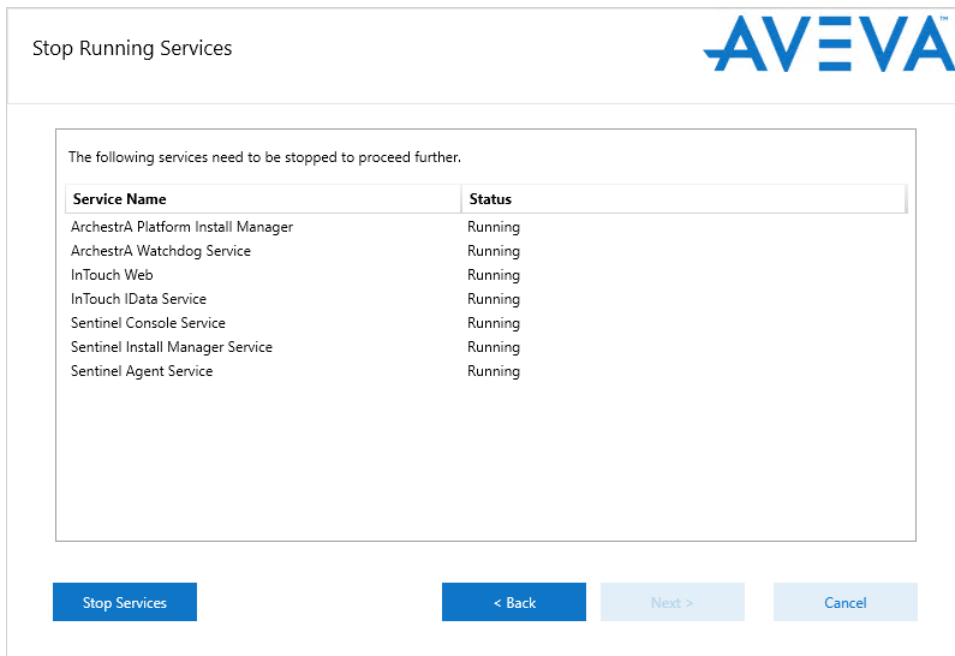 Stop Running Services
AVEVA™
The following services need to be stopped to proceed further.
Service Name Status
ArchestrA Platform Install Manager Running
ArchestrA Watchdog Service Running
InTouch Web Running
InTouch IData Service Running
Sentinel Console Service Running
Sentinel Install Manager Service Running
Sentinel Agent Service Running
Stop Services < Back Next > Cancel